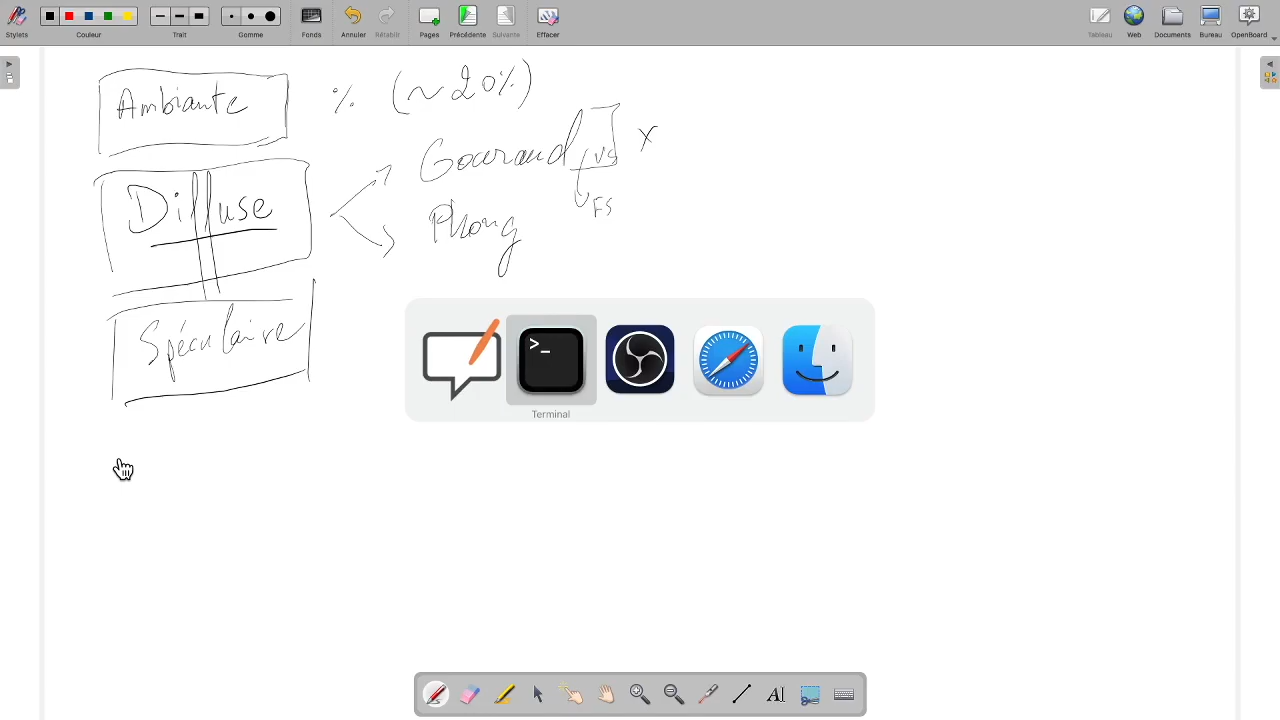 Stylets Couleur Trait Gomme Fonds Annuler Rétablir Pages Précédente Suivante Effacer Tableau Web Documents Bureau OpenBoard
Ambiante % (~20%)
Gouraud VS X
FS
Diffuse
Phong
Spéculaire
>_
Terminal
AI